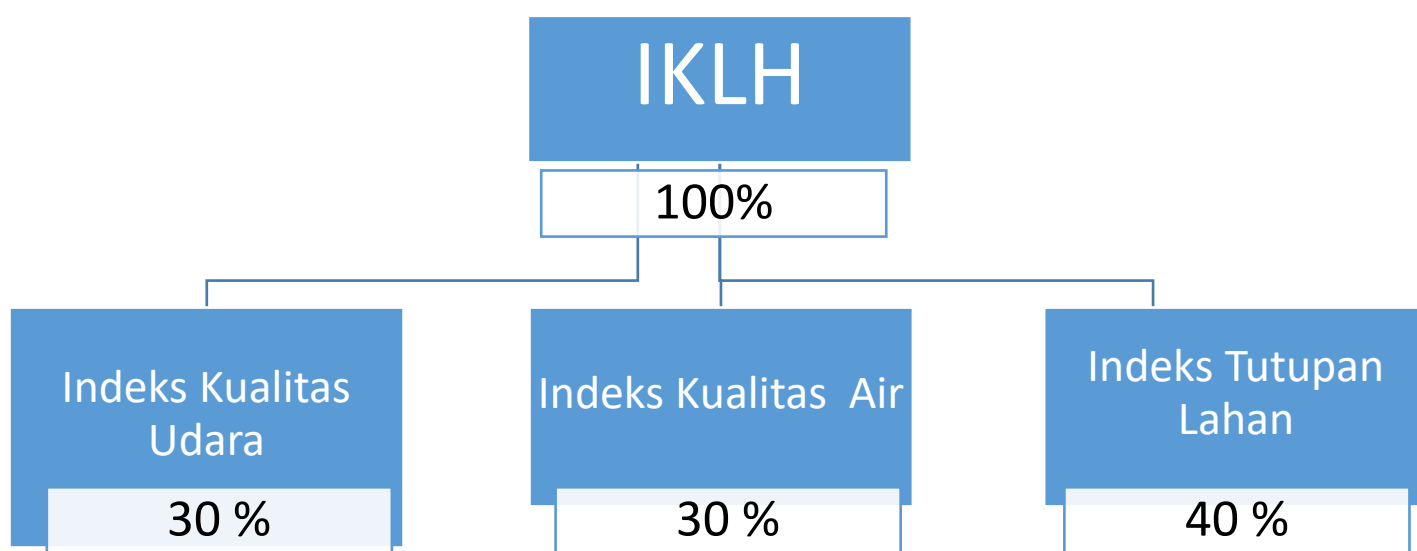 IKLH
100%
Indeks Kualitas
Udara
30 %
Indeks Kualitas  Air
30 %
Indeks Tutupan
Lahan
40 %